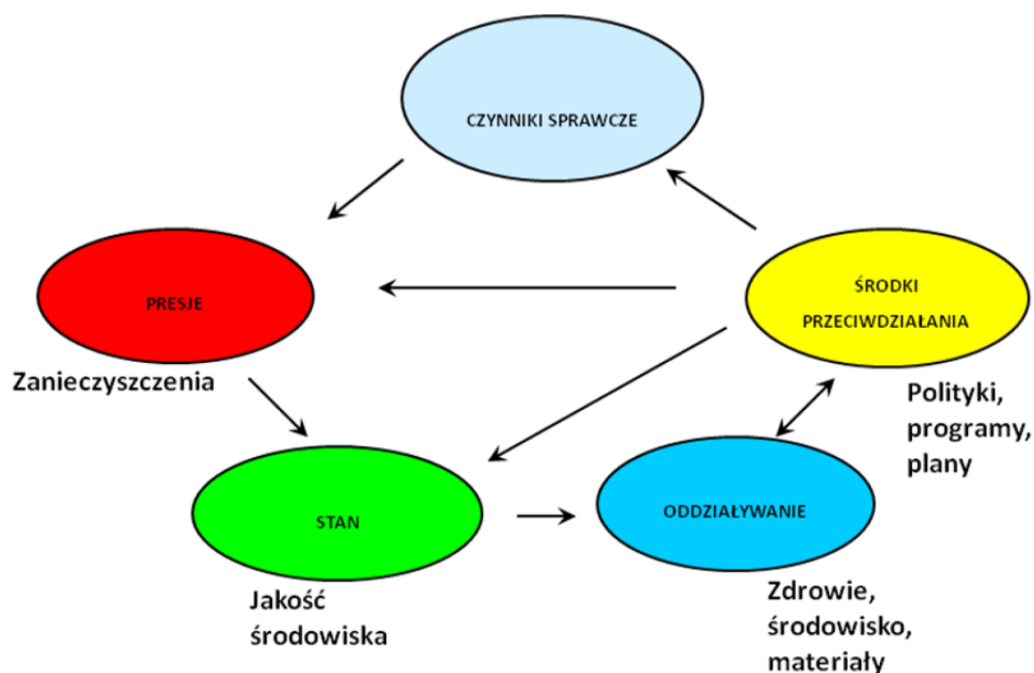 CZYNNIKI SPRAWCZE
PRESJE
Zanieczyszczenia
ŚRODKI
PRZECIWDZIAŁANIA
Polityki,
programy,
plany
STAN
Jakość
środowiska
ODDZIAŁYWANIE
Zdrowie,
środowisko,
materiały